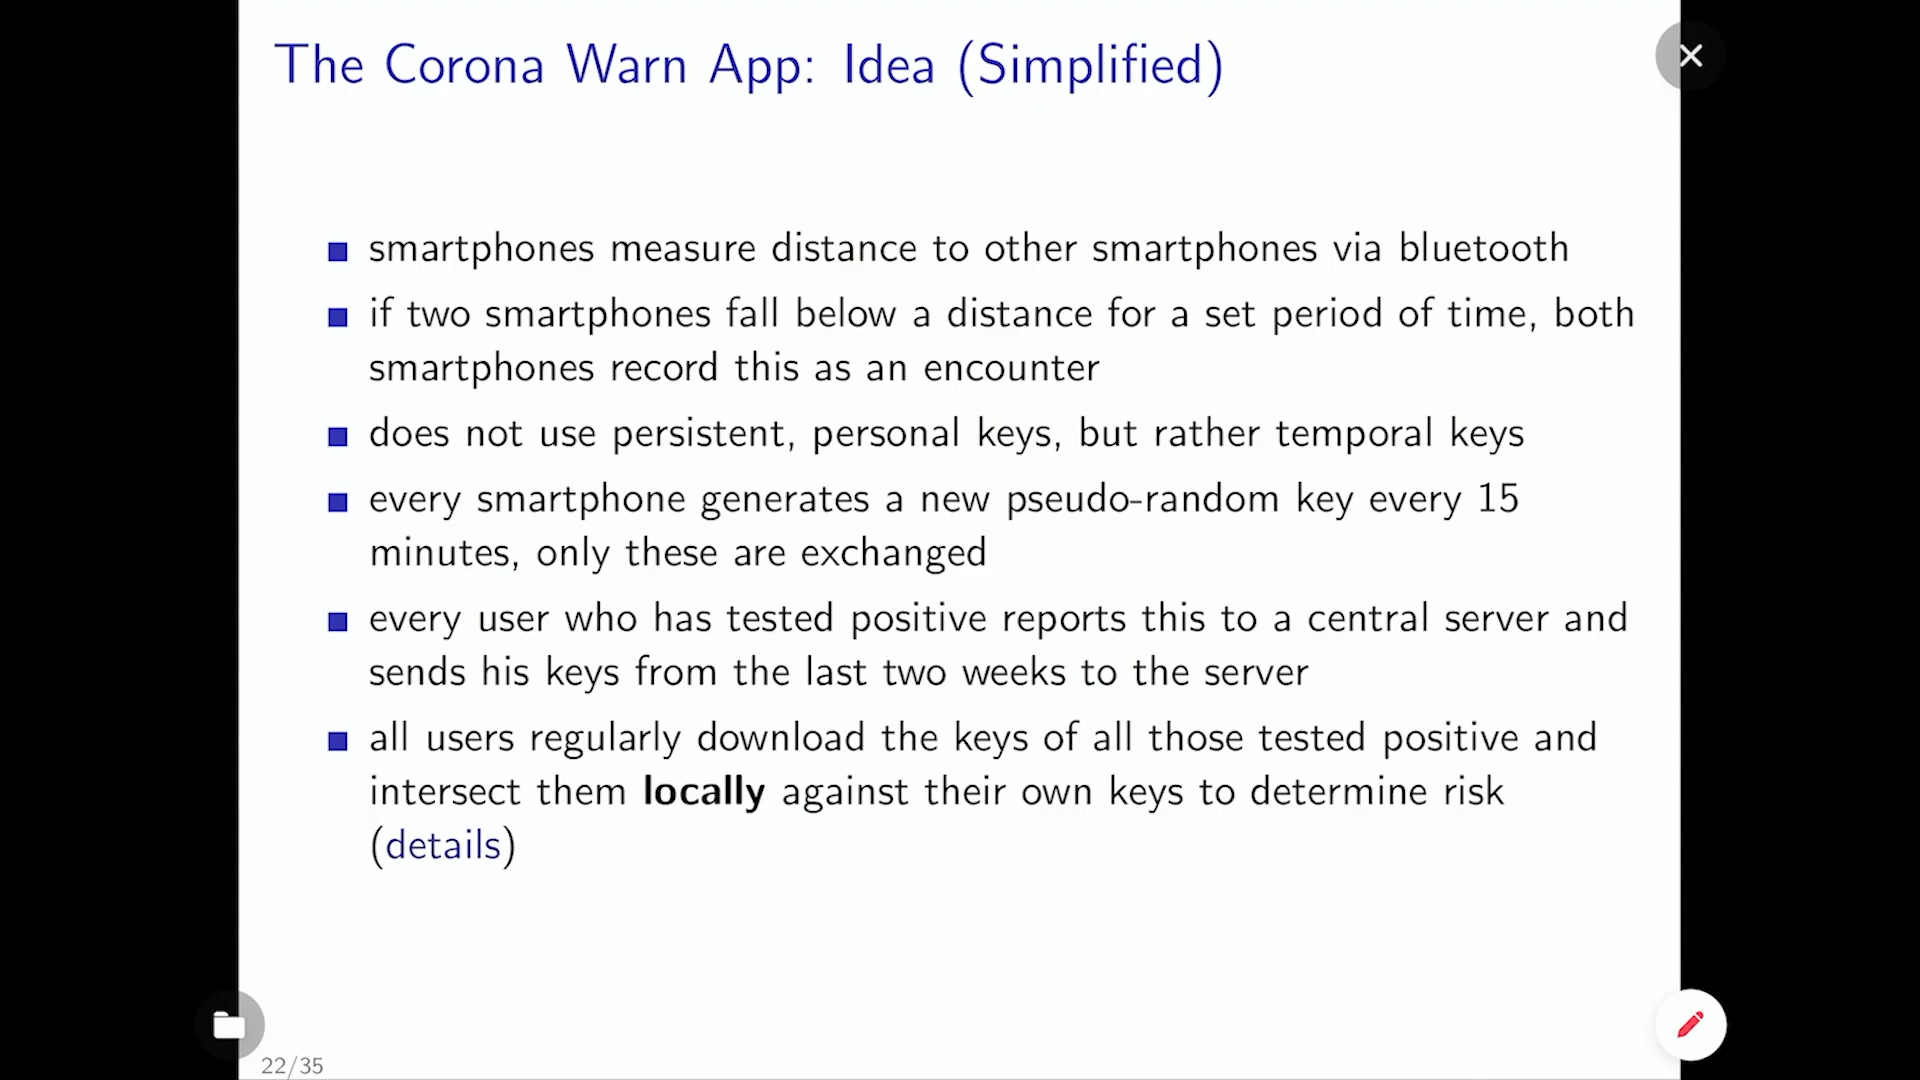 The Corona Warn App: Idea (Simplified)
smartphones measure distance to other smartphones via bluetooth
if two smartphones fall below a distance for a set period of time, both
smartphones record this as an encounter
does not use persistent, personal keys, but rather temporal keys
every smartphone generates a new pseudo-random key every 15
minutes, only these are exchanged
every user who has tested positive reports this to a central server and
sends his keys from the last two weeks to the server
all users regularly download the keys of all those tested positive and
intersect them locally against their own keys to determine risk
(details)
22/35